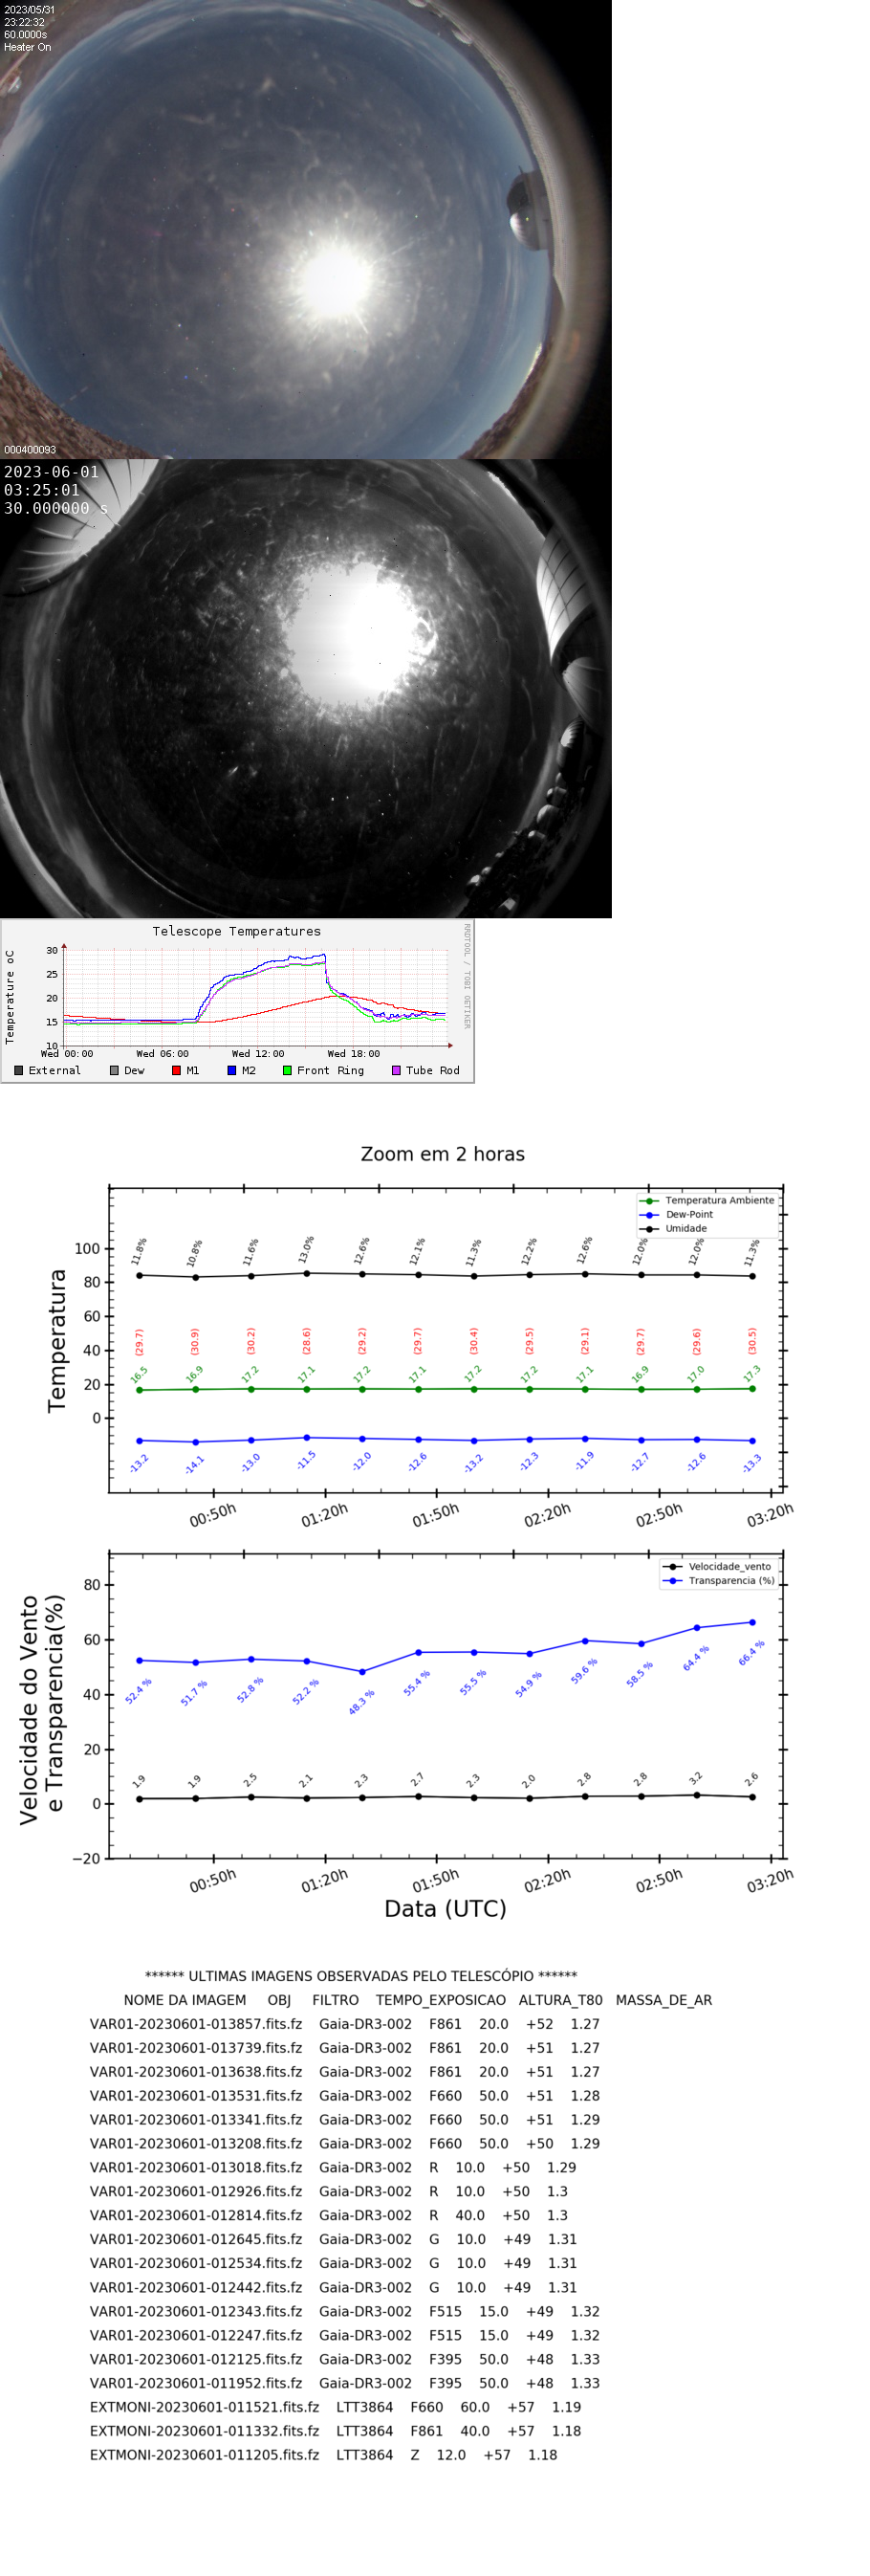 2023/05/31
23:22:32
60.0000s
Heater On
000400093
2023-06-01
03:25:01
30.000000 s
Telescope Temperatures
Temperature oC
RRDTOOL / TOBI OETIKER
30
25
20
15
10
Wed 00:00 Wed 06:00 Wed 12:00 Wed 18:00
External Dew M1 M2 Front Ring Tube Rod
Zoom em 2 horas
Temperatura Ambiente
Dew-Point
Umidade
Temperatura
100
80
60
40
20
0
11.8% 10.8% 11.6% 13.0% 12.6% 12.1% 11.3% 12.2% 12.6% 12.0% 12.0% 11.3%
(29.7) (30.9) (30.2) (28.6) (29.2) (29.7) (30.4) (29.5) (29.1) (29.7) (29.6) (30.5)
16.5 16.9 17.2 17.1 17.2 17.1 17.2 17.2 17.1 16.9 17.0 17.3
-13.2 -14.1 -13.0 -11.5 -12.0 -12.6 -13.2 -12.3 -11.9 -12.7 -12.6 -13.3
00:50h 01:20h 01:50h 02:20h 02:50h 03:20h
Velocidade_vento
Transparencia (%)
Velocidade do Vento
e Transparencia(%)
80
60
40
20
0
−20
52.4 % 51.7 % 52.8 % 52.2 % 48.3 % 55.4 % 55.5 % 54.9 % 59.6 % 58.5 % 64.4 % 66.4 %
1.9 1.9 2.5 2.1 2.3 2.7 2.3 2.0 2.8 2.8 3.2 2.6
00:50h 01:20h 01:50h 02:20h 02:50h 03:20h
Data (UTC)
****** ULTIMAS IMAGENS OBSERVADAS PELO TELESCÓPIO ******
NOME DA IMAGEM OBJ FILTRO TEMPO_EXPOSICAO ALTURA_T80 MASSA_DE_AR
VAR01-20230601-013857.fits.fz Gaia-DR3-002 F861 20.0 +52 1.27
VAR01-20230601-013739.fits.fz Gaia-DR3-002 F861 20.0 +51 1.27
VAR01-20230601-013638.fits.fz Gaia-DR3-002 F861 20.0 +51 1.27
VAR01-20230601-013531.fits.fz Gaia-DR3-002 F660 50.0 +51 1.28
VAR01-20230601-013341.fits.fz Gaia-DR3-002 F660 50.0 +51 1.29
VAR01-20230601-013208.fits.fz Gaia-DR3-002 F660 50.0 +50 1.29
VAR01-20230601-013018.fits.fz Gaia-DR3-002 R 10.0 +50 1.29
VAR01-20230601-012926.fits.fz Gaia-DR3-002 R 10.0 +50 1.3
VAR01-20230601-012814.fits.fz Gaia-DR3-002 R 40.0 +50 1.3
VAR01-20230601-012645.fits.fz Gaia-DR3-002 G 10.0 +49 1.31
VAR01-20230601-012534.fits.fz Gaia-DR3-002 G 10.0 +49 1.31
VAR01-20230601-012442.fits.fz Gaia-DR3-002 G 10.0 +49 1.31
VAR01-20230601-012343.fits.fz Gaia-DR3-002 F515 15.0 +49 1.32
VAR01-20230601-012247.fits.fz Gaia-DR3-002 F515 15.0 +49 1.32
VAR01-20230601-012125.fits.fz Gaia-DR3-002 F395 50.0 +48 1.33
VAR01-20230601-011952.fits.fz Gaia-DR3-002 F395 50.0 +48 1.33
EXTMONI-20230601-011521.fits.fz LTT3864 F660 60.0 +57 1.19
EXTMONI-20230601-011332.fits.fz LTT3864 F861 40.0 +57 1.18
EXTMONI-20230601-011205.fits.fz LTT3864 Z 12.0 +57 1.18